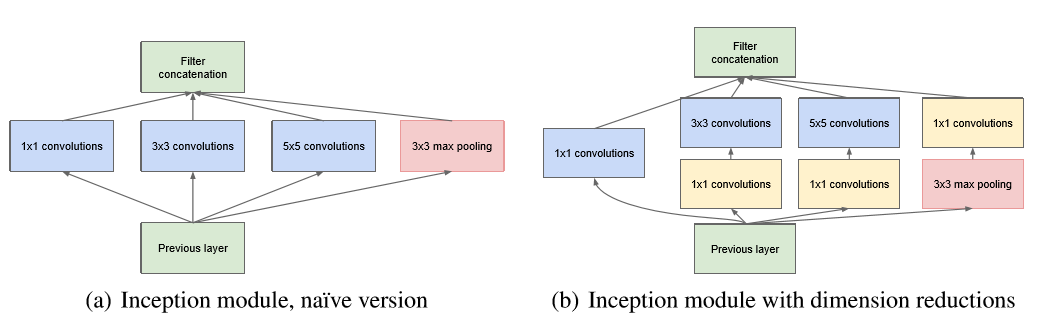 Filter
concatenation
1x1 convolutions
3x3 convolutions
5x5 convolutions
3x3 max pooling
Previous layer
(a) Inception module, naïve version
Filter
concatenation
3x3 convolutions
5x5 convolutions
1x1 convolutions
1x1 convolutions
1x1 convolutions
1x1 convolutions
3x3 max pooling
Previous layer
(b) Inception module with dimension reductions